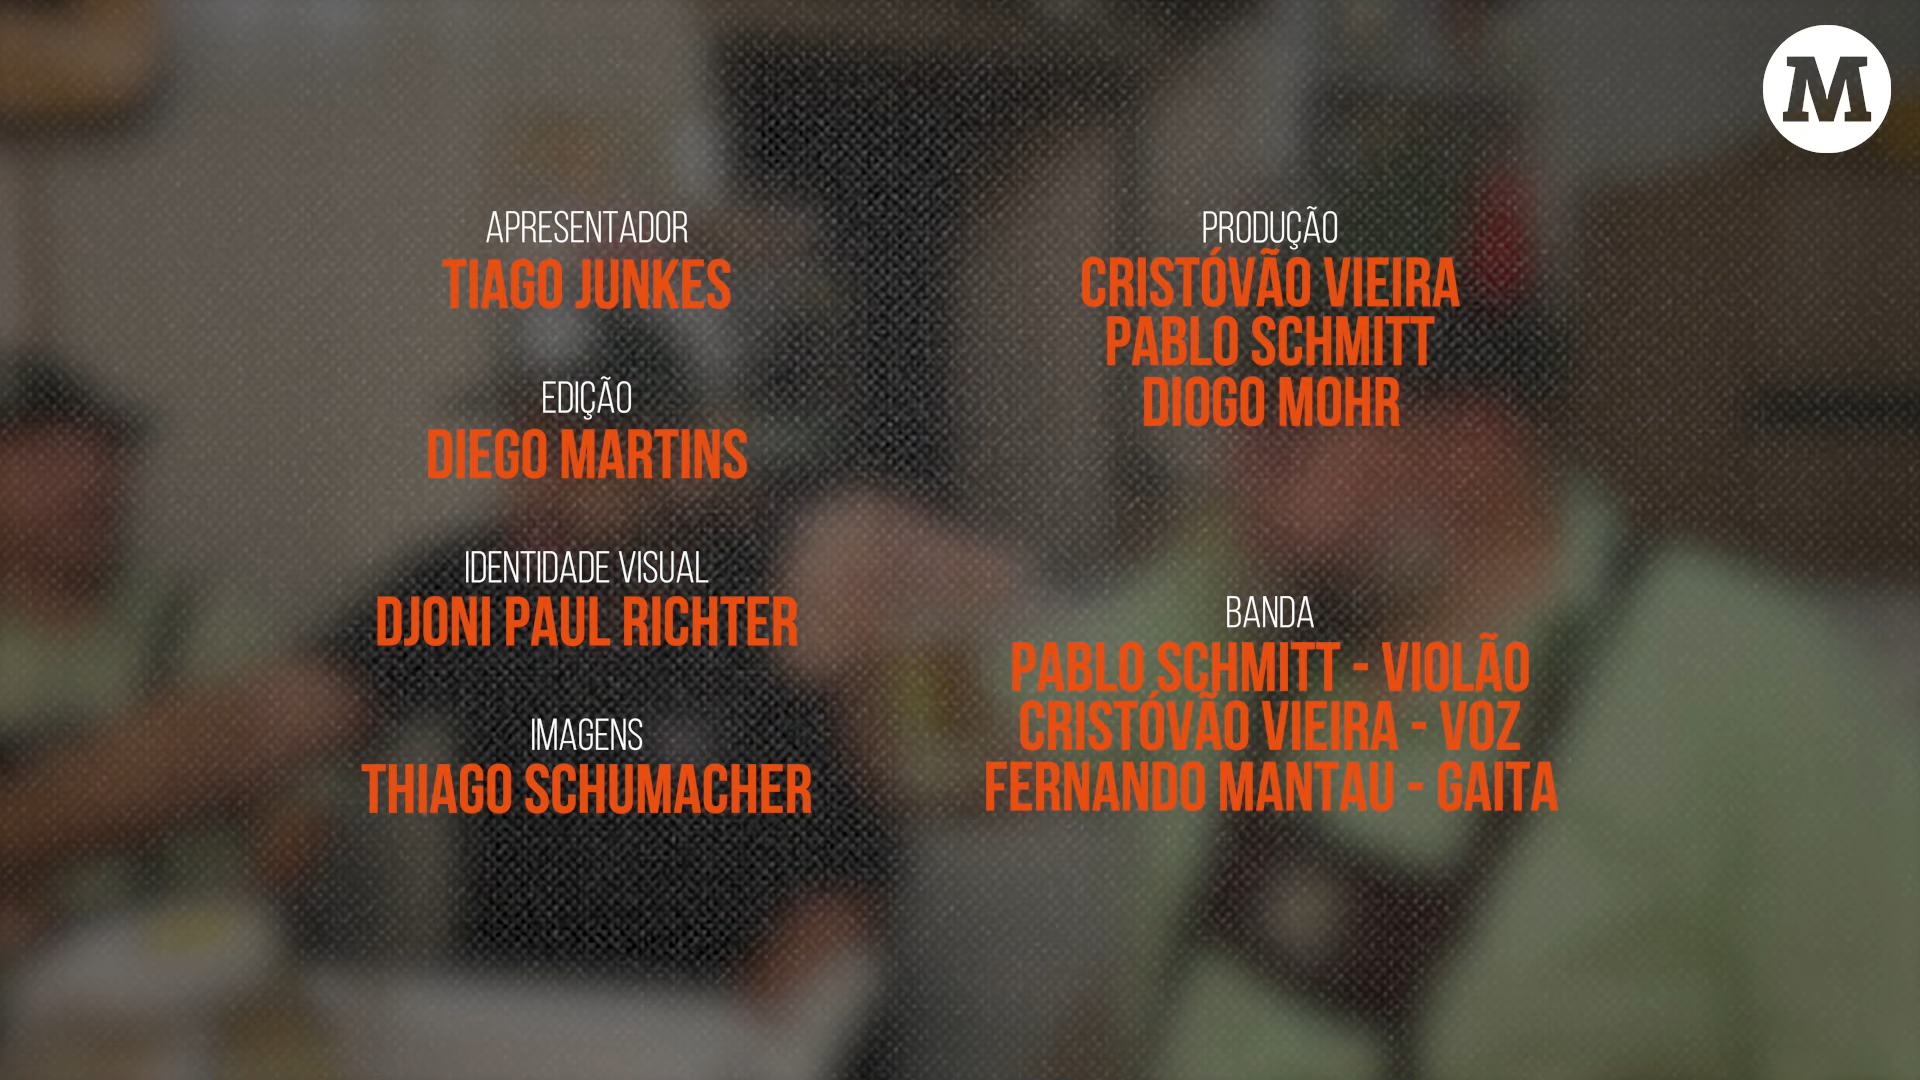 APRESENTADOR
TIAGO JUNKES
EDIÇÃO
DIEGO MARTINS
IDENTIDADE VISUAL
DJONI PAUL RICHTER
IMAGENS
THIAGO SCHUMACHER
M
PRODUÇÃO
CRISTÓVÃO VIEIRA
PABLO SCHMITT
DIOGO MOHR
BANDA
PABLO SCHMITT - VIOLÃO
CRISTÓVÃO VIEIRA - VOZ
FERNANDO MANTAU - GAITA